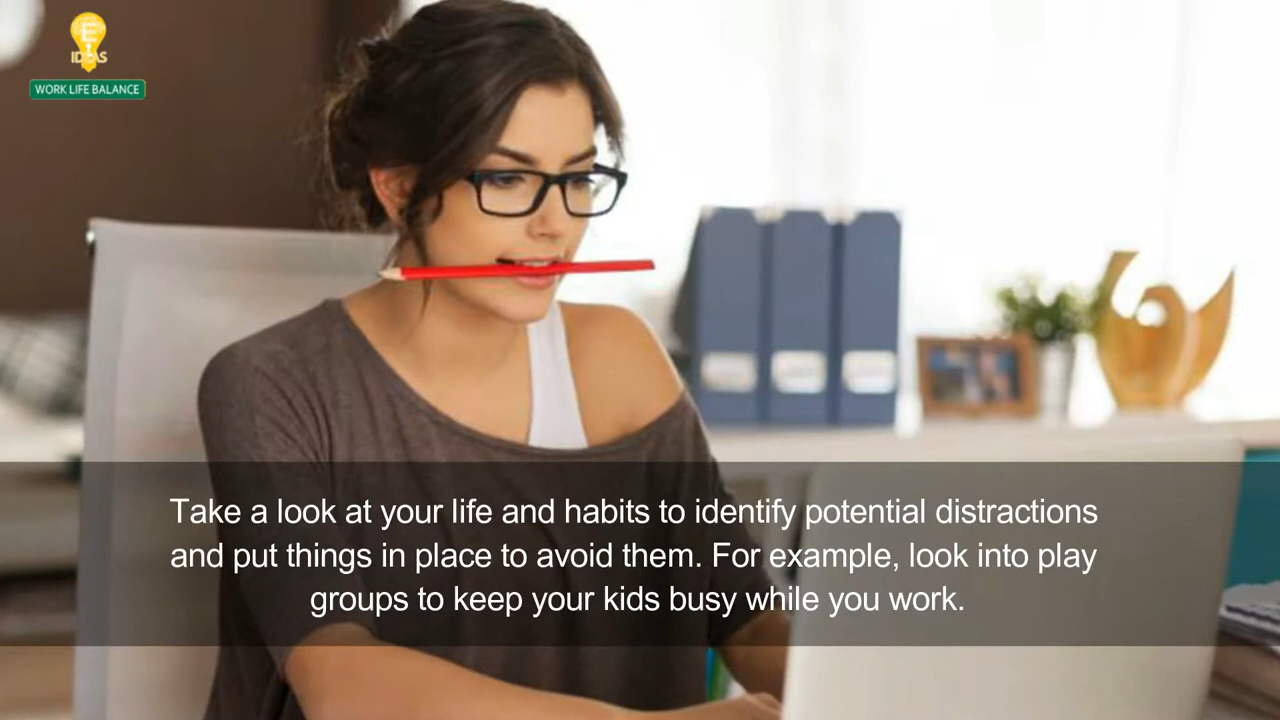 IDEAS
WORK LIFE BALANCE
Take a look at your life and habits to identify potential distractions
and put things in place to avoid them. For example, look into play
groups to keep your kids busy while you work.